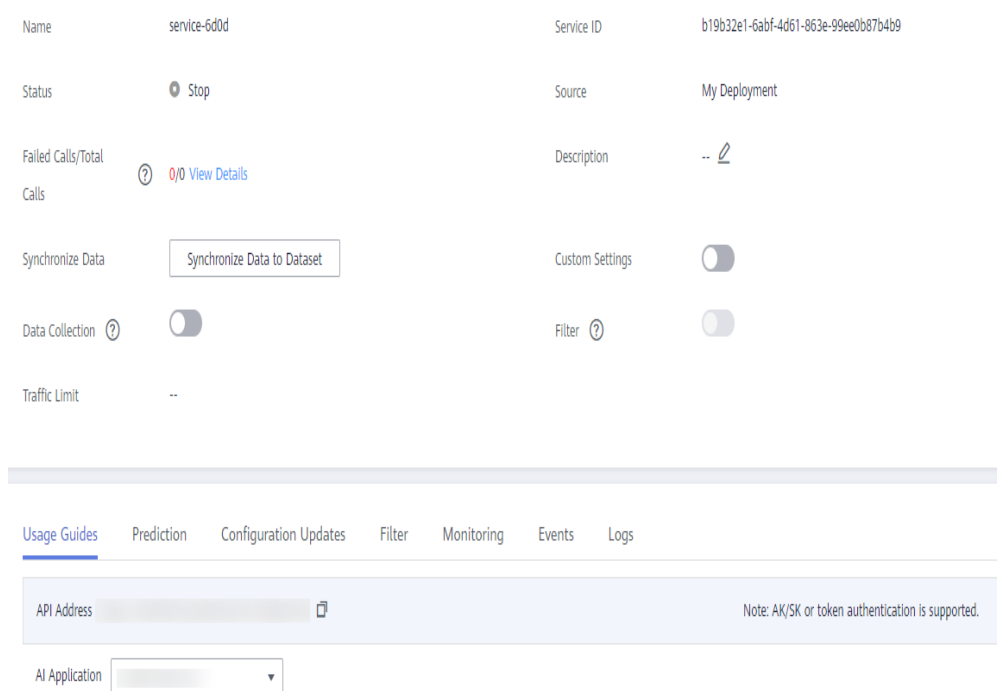 Name service-6d0d Service ID b19b32e1-6abf-4d61-863e-99ee0b87b4b9
Status Stop Source My Deployment
Failed Calls/Total Calls ? 0/0 View Details Description --
Synchronize Data Synchronize Data to Dataset Custom Settings
Data Collection ? Filter ?
Traffic Limit --
Usage Guides Prediction Configuration Updates Filter Monitoring Events Logs
API Address Note: AK/SK or token authentication is supported.
AI Application